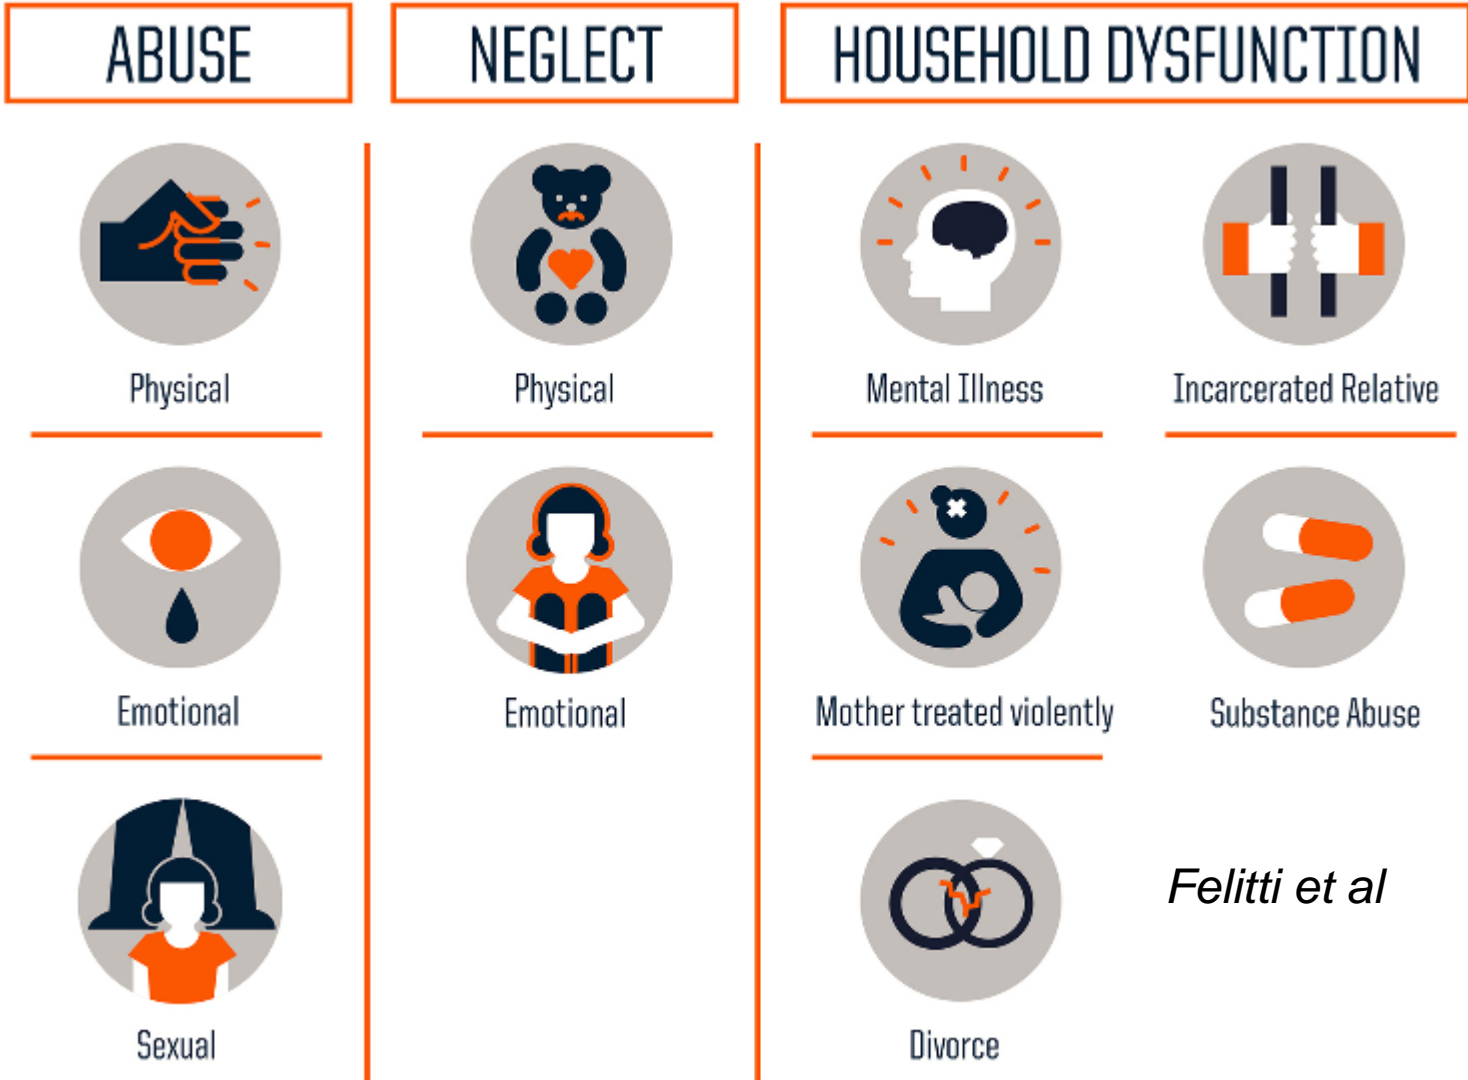 ABUSE
Physical
Emotional
Sexual
NEGLECT
Physical
Emotional
HOUSEHOLD DYSFUNCTION
Mental Illness
Incarcerated Relative
Mother treated violently
Substance Abuse
Divorce
Felitti et al